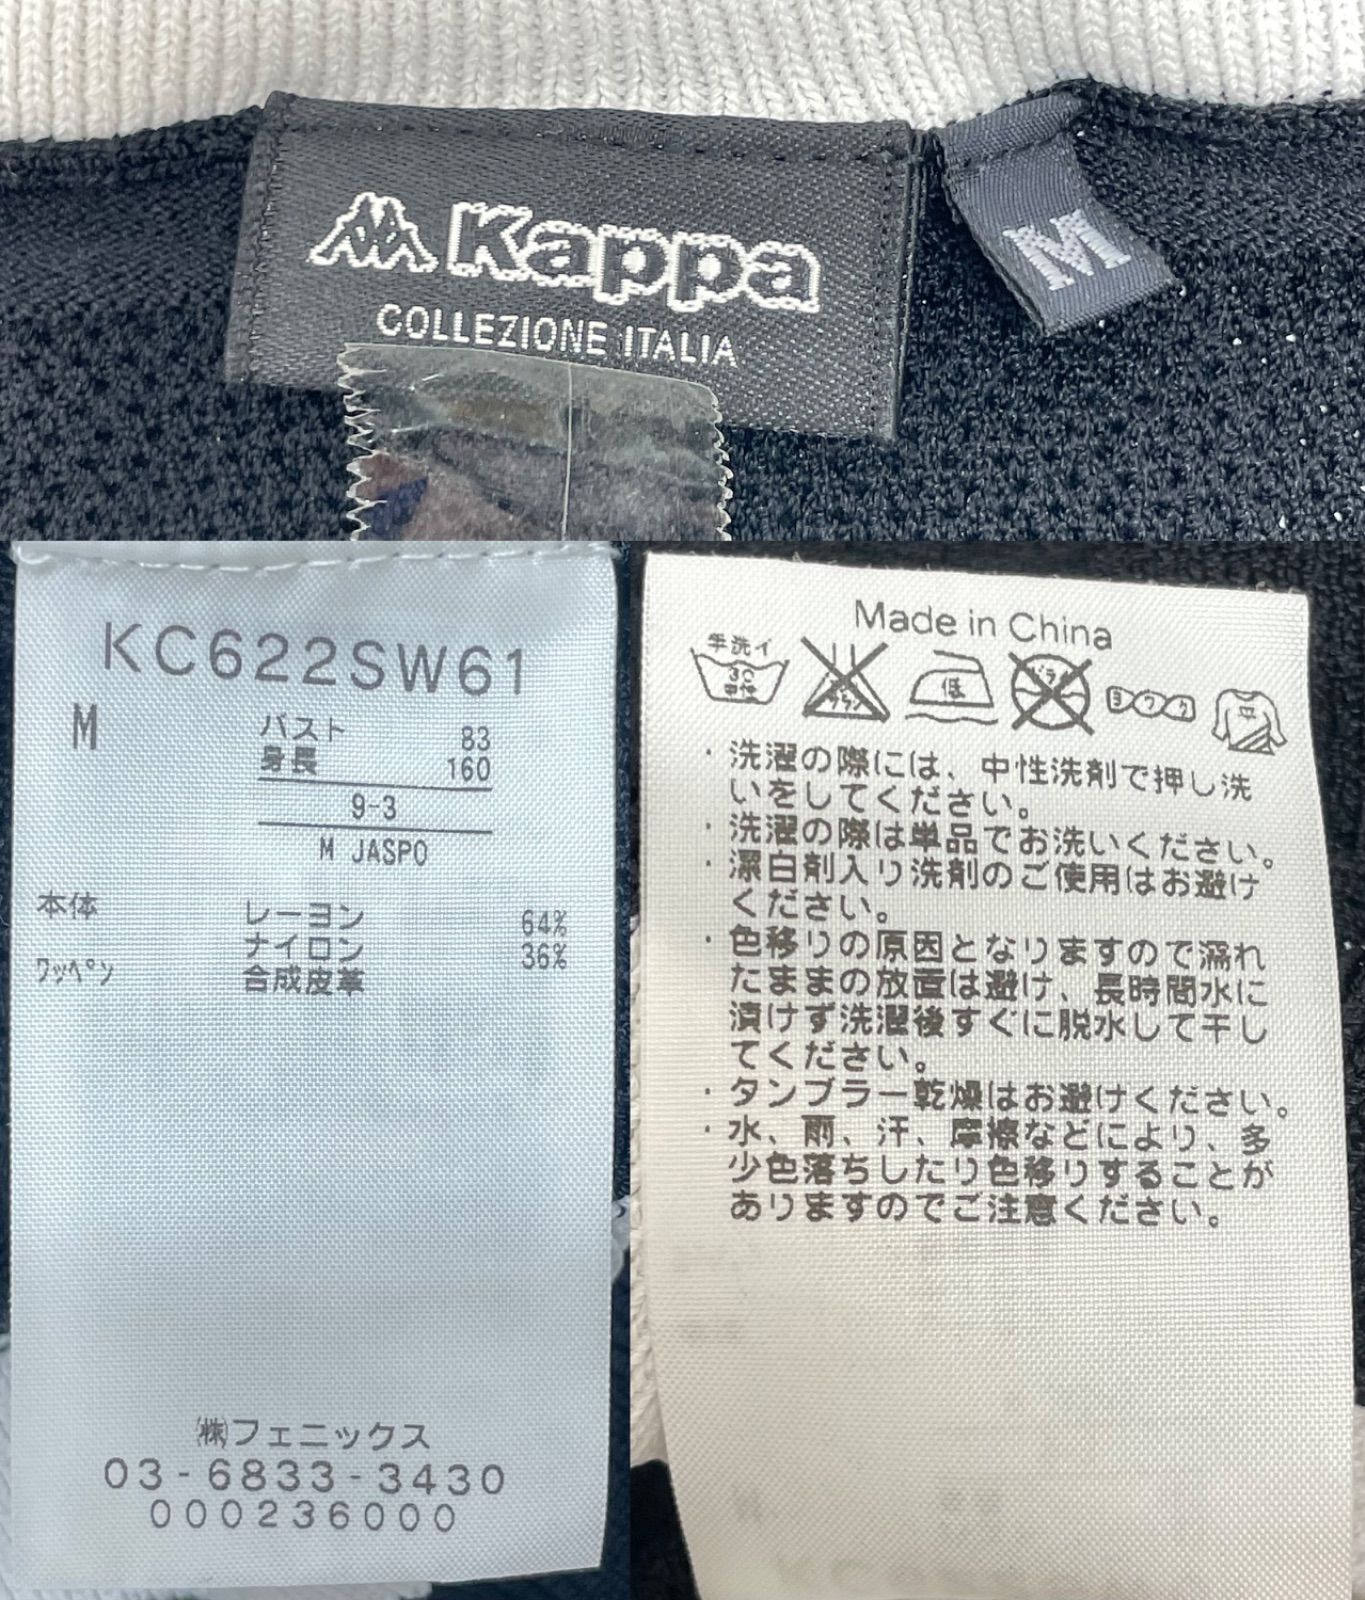 Kappa
COLLEZIONE ITALIA
M
KC622SW61
M
バスト 83
身長 160
9-3
M JASPO
本体 レーヨン 64%
ナイロン 36%
ワッペン 合成皮革
㈱フェニックス
03-6833-3430
000236000
Made in China
手洗イ
30
中性
エンソ
サラシ
低
ドライ
ヨワク
平
・洗濯の際には、中性洗剤で押し洗
いをしてください。
・洗濯の際は単品でお洗いください。
・漂白剤入り洗剤のご使用はお避け
ください。
・色移りの原因となりますので濡れ
たままの放置は避け、長時間水に
漬けず洗濯後すぐに脱水して干し
てください。
・タンブラー乾燥はお避けください。
・水、雨、汗、摩擦などにより、多
少色落ちしたり色移りすることが
ありますのでご注意ください。